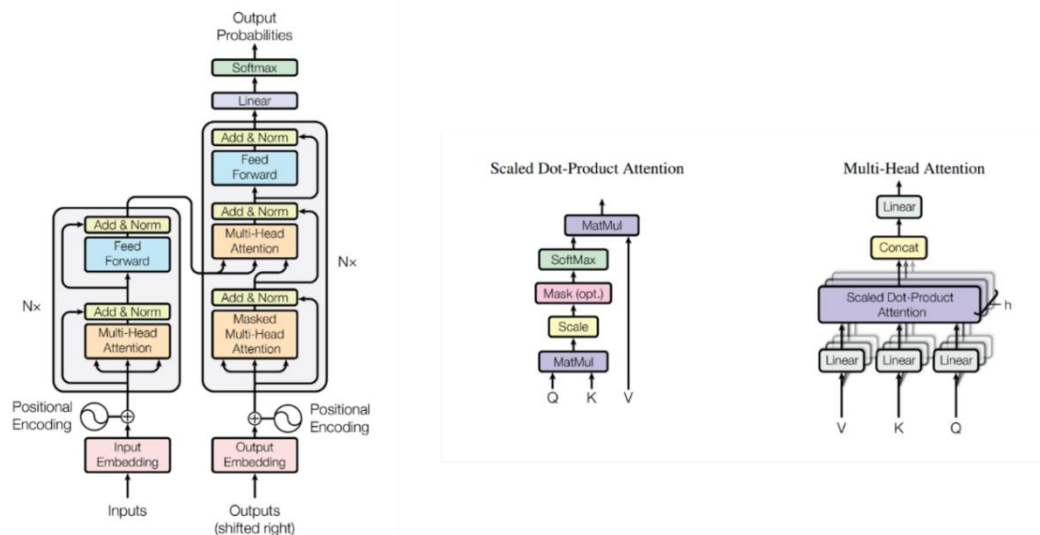 Output
Probabilities
Softmax
Linear
Add & Norm
Feed
Forward
Add & Norm
Multi-Head
Attention
Add & Norm
Masked
Multi-Head
Attention
Nx
Add & Norm
Feed
Forward
Nx
Add & Norm
Multi-Head
Attention
Positional
Encoding
Positional
Encoding
Input
Embedding
Output
Embedding
Inputs
Outputs
(shifted right)
Scaled Dot-Product Attention
MatMul
SoftMax
Mask (opt.)
Scale
MatMul
Q K V
Multi-Head Attention
Linear
Concat
Scaled Dot-Product
Attention
h
Linear Linear Linear
V K Q